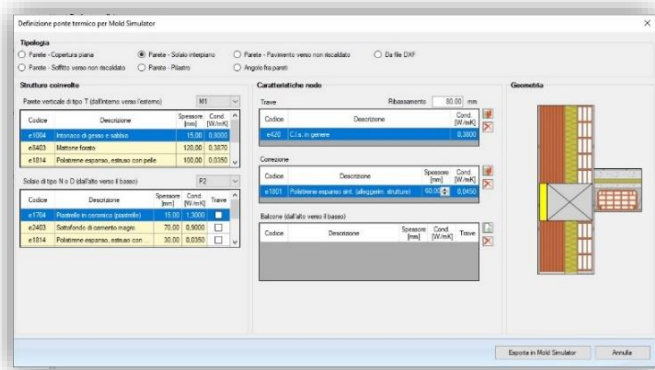 Definizione ponte termico per Mold Simulator
Tipologia
Parete - Copertura piana
Parete - Solaio interpiano
Parete - Pavimento verso non riscaldato
Da file DXF
Parete - Soffitto verso non riscaldato
Parete - Pilastro
Angolo fra pareti
Strutture coinvolte
Parete verticale di tipo T (dall'interno verso l'esterno) M1
Codice Descrizione Spessore [mm] Cond. [W/mK]
e1004 Intonaco di gesso e sabbia 15,00 0,8000
e8403 Mattone forato 120,00 0,3870
e1814 Polistirene espanso, estruso con pelle 100,00 0,0350
Solaio di tipo N o D (dall'alto verso il basso) P2
Codice Descrizione Spessore [mm] Cond. [W/mK] Trave
e1704 Piastrelle in ceramica (piastrelle) 15,00 1,3000
e2403 Sottofondo di cemento magro 70,00 0,9000
e1814 Polistirene espanso, estruso con ... 30,00 0,0350
Caratteristiche nodo
Trave Ribassamento 80,00 mm
Codice Descrizione Cond. [W/mK]
e420 C.l.s. in genere 0,3800
Correzione
Codice Descrizione Spessore [mm] Cond. [W/mK]
e1801 Polistirene espanso sint. (alleggerim. strutture) 60,00 0,0450
Balcone (dall'alto verso il basso)
Codice Descrizione Spessore [mm] Cond. [W/mK] Trave
Geometria
Esporta in Mold Simulator
Annulla